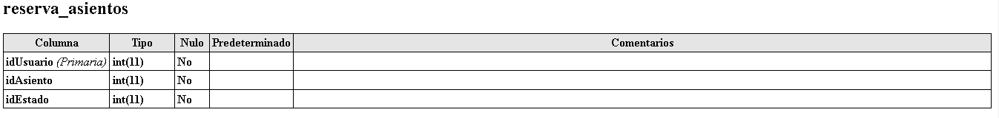 reserva_asientos
Columna Tipo Nulo Predeterminado Comentarios
idUsuario (Primaria) int(11) No
idAsiento int(11) No
idEstado int(11) No